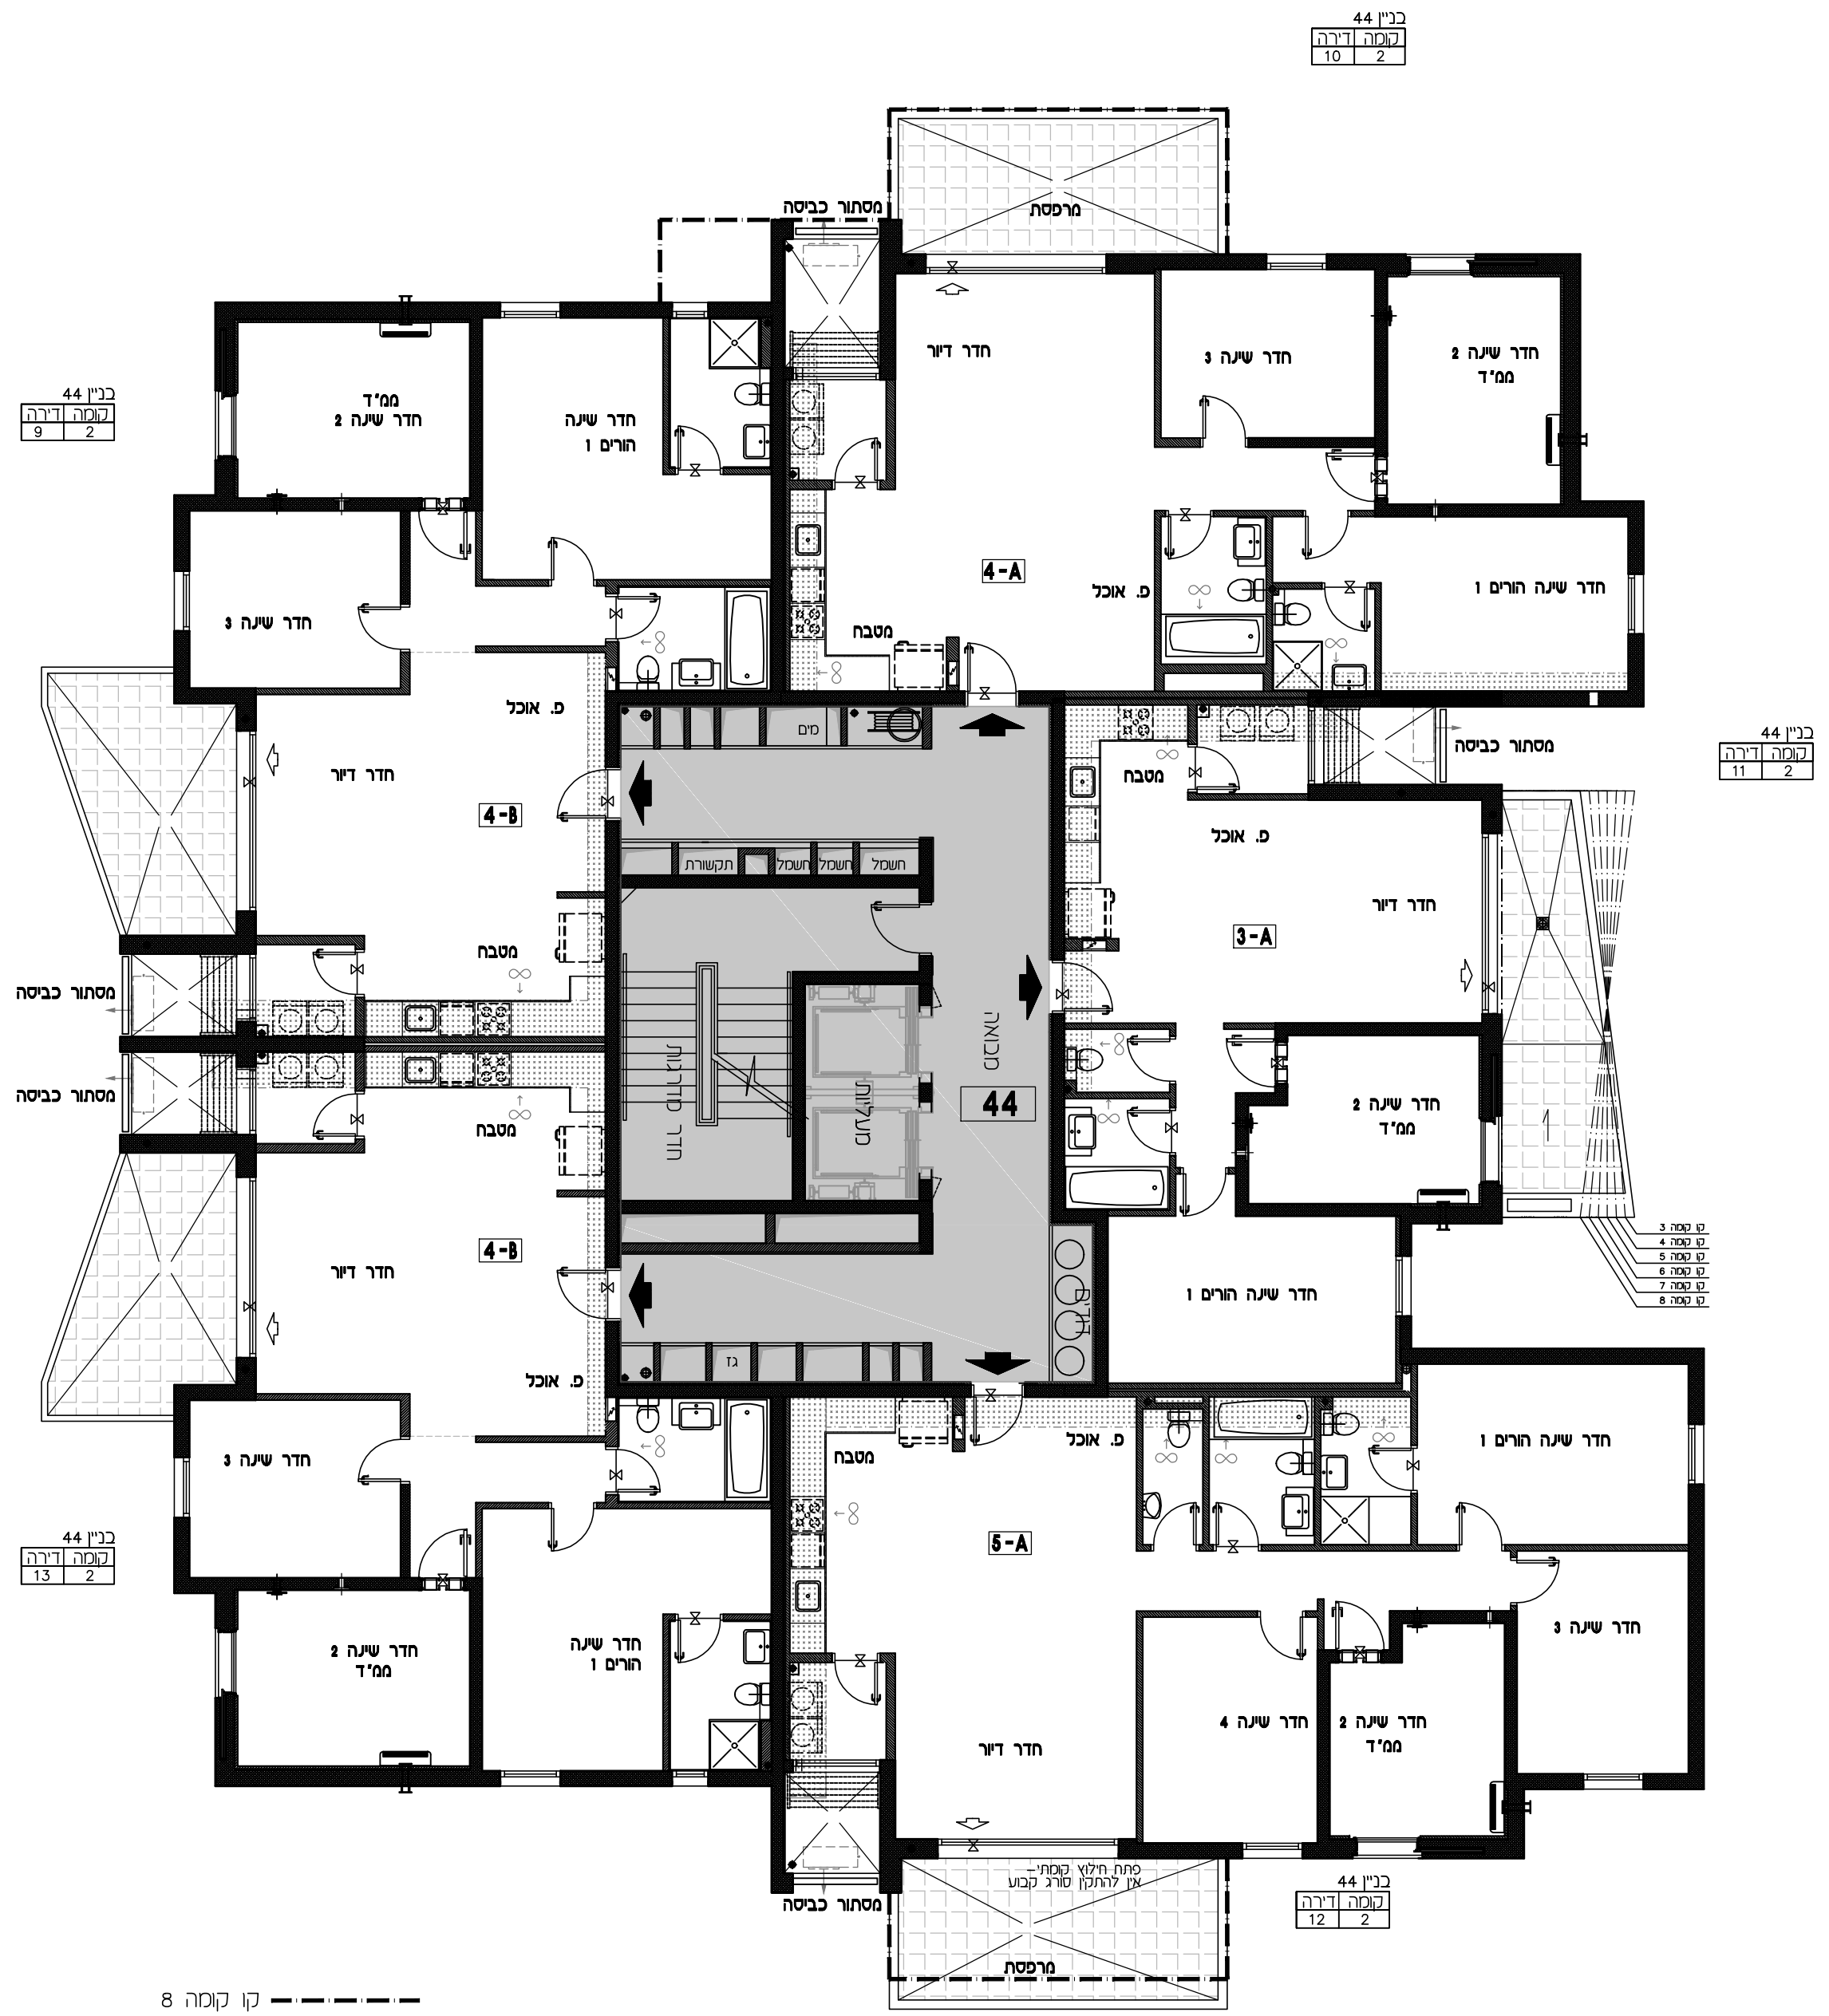 בניין 44
קומה דירה
2 10
מסתור כביסה
מרפסת
חדר דיור
חדר שינה 3
חדר שינה 2
ממ"ד
4-A
פ. אוכל
חדר שינה הורים 1
מטבח
בניין 44
קומה דירה
2 9
ממ"ד
חדר שינה 2
חדר שינה
הורים 1
חדר שינה 3
פ. אוכל
חדר דיור
4-B
מטבח
מסתור כביסה
מים
תקשורת
חשמל
חשמל
חשמל
מבואה
44
חדר מדרגות
מעליות
גז
דודים
בניין 44
קומה דירה
2 11
מסתור כביסה
מטבח
פ. אוכל
חדר דיור
3-A
חדר שינה 2
ממ"ד
חדר שינה הורים 1
קו קומה 3
קו קומה 4
קו קומה 5
קו קומה 6
קו קומה 7
קו קומה 8
מסתור כביסה
מטבח
4-B
חדר דיור
פ. אוכל
חדר שינה 3
חדר שינה 2
ממ"ד
חדר שינה
הורים 1
בניין 44
קומה דירה
2 13
פ. אוכל
מטבח
5-A
חדר שינה הורים 1
חדר שינה 3
חדר שינה 4
חדר שינה 2
ממ"ד
חדר דיור
פתח חילוץ קומתי-
אין להתקין סורג קבוע
מסתור כביסה
מרפסת
בניין 44
קומה דירה
2 12
קו קומה 8